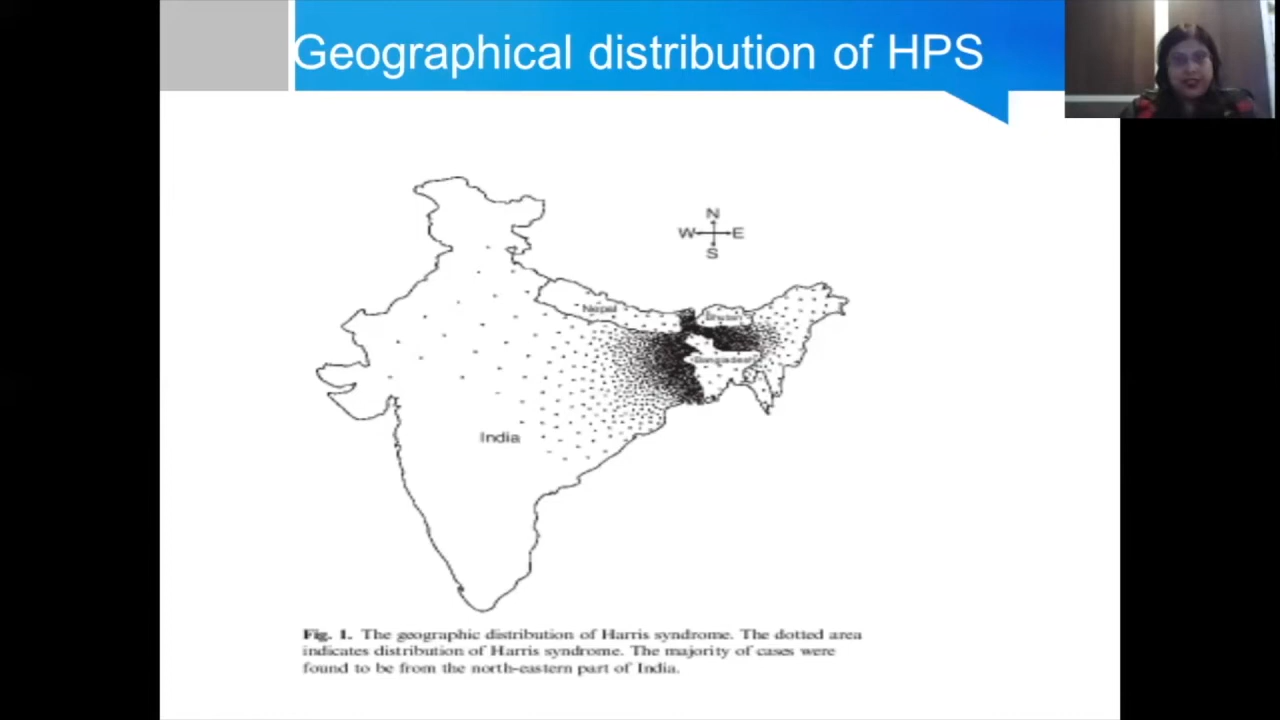 Geographical distribution of HPS
N
W E
S
Nepal
Bhutan
Bangladesh
India
Fig. 1. The geographic distribution of Harris syndrome. The dotted area
indicates distribution of Harris syndrome. The majority of cases were
found to be from the north-eastern part of India.